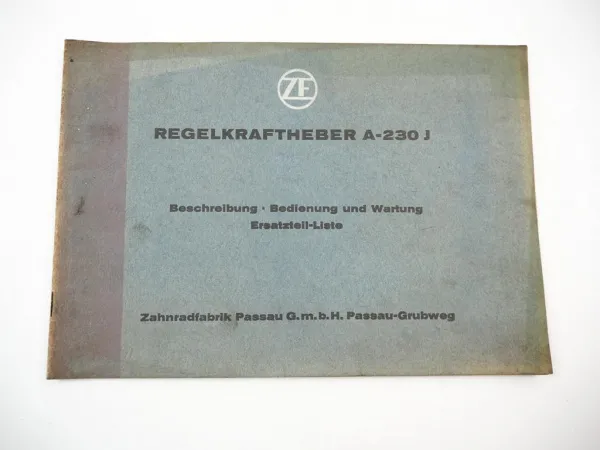 ZF
REGELKRAFTHEBER A-230 J
Beschreibung · Bedienung und Wartung
Ersatzteil-Liste
Zahnradfabrik Passau G.m.b.H. Passau-Grubweg